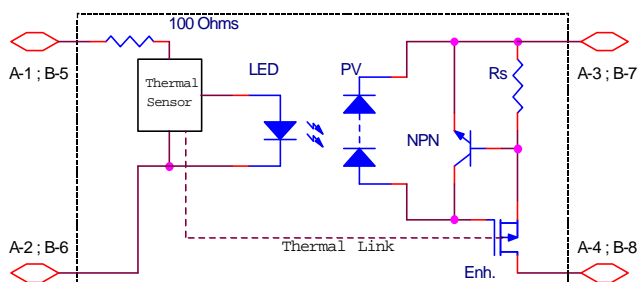 100 Ohms
A-1 ; B-5
Thermal
Sensor
LED
PV
Rs
A-3 ; B-7
NPN
A-2 ; B-6
Thermal Link
A-4 ; B-8
Enh.